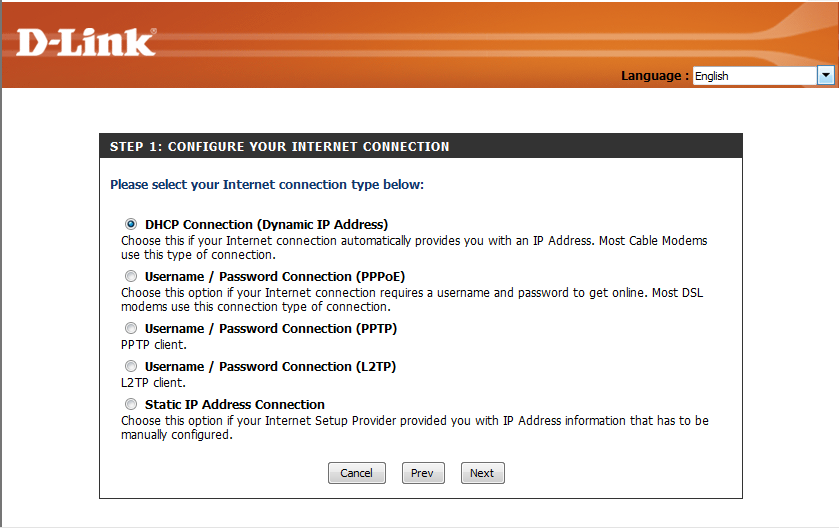 D-Link®
Language : English
STEP 1: CONFIGURE YOUR INTERNET CONNECTION
Please select your Internet connection type below:
DHCP Connection (Dynamic IP Address)
Choose this if your Internet connection automatically provides you with an IP Address. Most Cable Modems
use this type of connection.
Username / Password Connection (PPPoE)
Choose this option if your Internet connection requires a username and password to get online. Most DSL
modems use this connection type of connection.
Username / Password Connection (PPTP)
PPTP client.
Username / Password Connection (L2TP)
L2TP client.
Static IP Address Connection
Choose this option if your Internet Setup Provider provided you with IP Address information that has to be
manually configured.
Cancel Prev Next